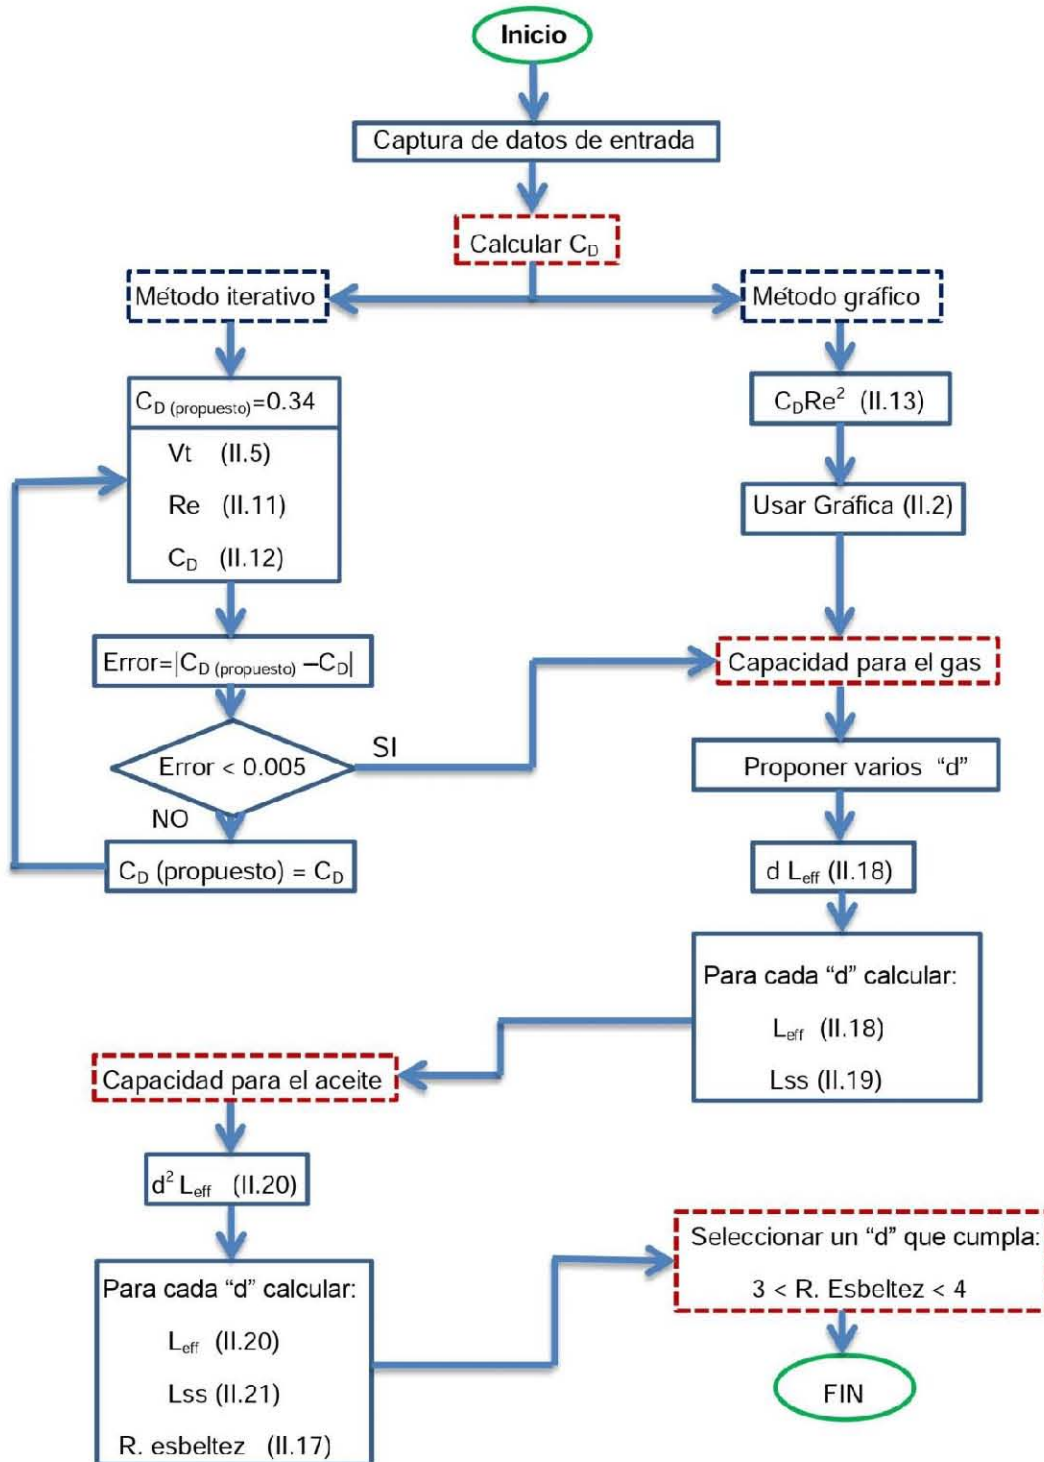 Inicio
Captura de datos de entrada
Calcular C_D
Método iterativo
Método gráfico
C_D (propuesto)=0.34
Vt (II.5)
Re (II.11)
C_D (II.12)
C_DRe² (II.13)
Usar Gráfica (II.2)
Error=|C_D (propuesto) –C_D|
Error < 0.005
SI
NO
C_D (propuesto) = C_D
Capacidad para el gas
Proponer varios “d”
d L_eff (II.18)
Para cada “d” calcular:
L_eff (II.18)
Lss (II.19)
Capacidad para el aceite
d² L_eff (II.20)
Para cada “d” calcular:
L_eff (II.20)
Lss (II.21)
R. esbeltez (II.17)
Seleccionar un “d” que cumpla:
3 < R. Esbeltez < 4
FIN